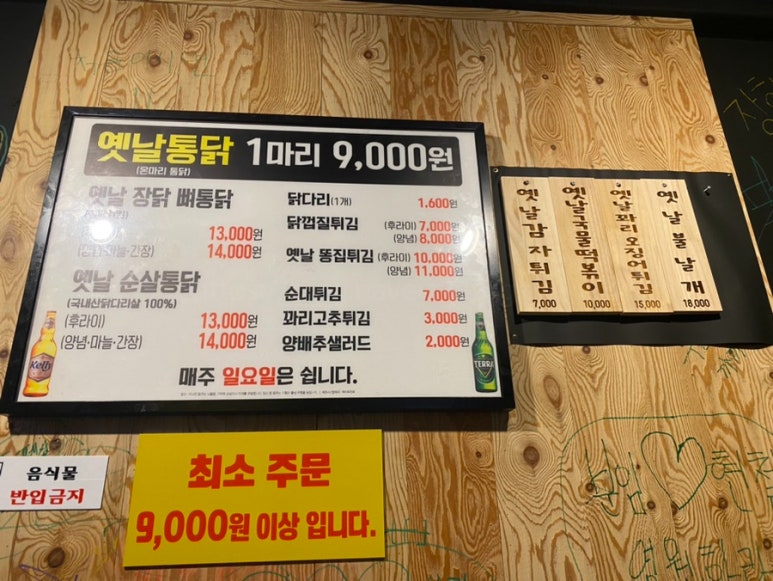 옛날통닭 1마리 9,000원
(온마리 통닭)
옛날 장닭 뼈통닭
13,000원
14,000원
옛날 순살통닭
(국내산닭다리살 100%)
(후라이) 13,000원
(양념·마늘·간장) 14,000원
닭다리(1개) 1.600원
닭껍질튀김 (후라이) 7,000원
(양념) 8,000원
옛날 똥집튀김 (후라이) 10,000원
(양념) 11,000원
순대튀김 7,000원
꽈리고추튀김 3,000원
양배추샐러드 2,000원
매주 일요일은 쉽니다.
Kelly
TERRA
옛날감자튀김
7,000
옛날국물떡볶이
10,000
옛날꽈리오징어튀김
15,000
옛날불날개
18,000
음식물
반입금지
최소 주문
9,000원 이상 입니다.